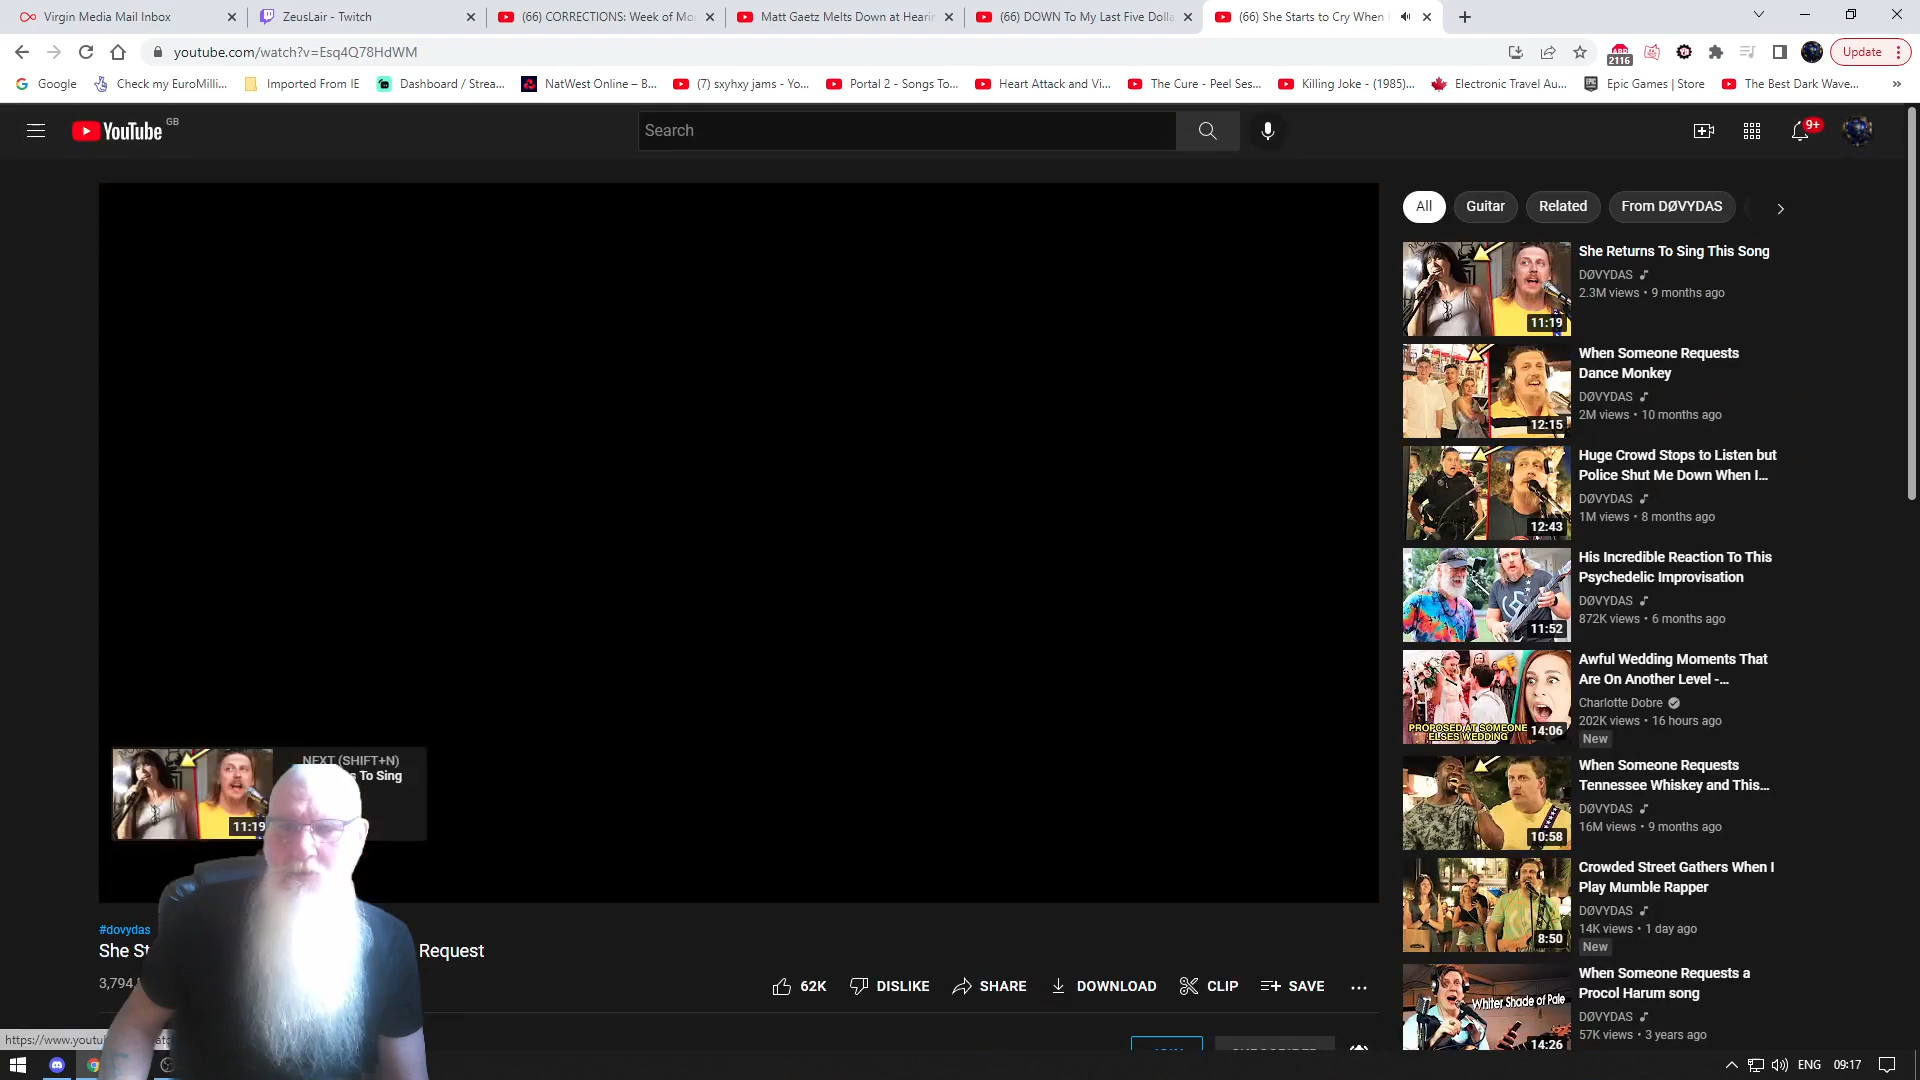 Virgin Media Mail Inbox
ZeusLair - Twitch
(66) CORRECTIONS: Week of Mo
Matt Gaetz Melts Down at Heari
(66) DOWN To My Last Five Dolla
(66) She Starts to Cry When
youtube.com/watch?v=Esq4Q78HdWM
2116
Update
Google
Check my EuroMilli...
Imported From IE
Dashboard / Strea...
NatWest Online – B...
(7) sxyhxy jams - Yo...
Portal 2 - Songs To...
Heart Attack and Vi...
The Cure - Peel Ses...
Killing Joke - (1985)...
Electronic Travel Au...
Epic Games | Store
The Best Dark Wave...
YouTube GB
Search
9+
All
Guitar
Related
From DØVYDAS
She Returns To Sing This Song
DØVYDAS
2.3M views • 9 months ago
11:19
When Someone Requests
Dance Monkey
DØVYDAS
2M views • 10 months ago
12:15
Huge Crowd Stops to Listen but
Police Shut Me Down When I...
DØVYDAS
1M views • 8 months ago
12:43
His Incredible Reaction To This
Psychedelic Improvisation
DØVYDAS
872K views • 6 months ago
11:52
Awful Wedding Moments That
Are On Another Level -...
Charlotte Dobre
202K views • 16 hours ago
New
PROPOSED AT SOMEONE
ELSES WEDDING
14:06
When Someone Requests
Tennessee Whiskey and This...
DØVYDAS
16M views • 9 months ago
10:58
Crowded Street Gathers When I
Play Mumble Rapper
DØVYDAS
14K views • 1 day ago
New
8:50
When Someone Requests a
Procol Harum song
DØVYDAS
57K views • 3 years ago
Whiter Shade of Pale
14:26
NEXT (SHIFT+N)
s To Sing
11:19
#dovydas
She St
Request
3,794
62K
DISLIKE
SHARE
DOWNLOAD
CLIP
SAVE
https://www.youtu
ENG
09:17